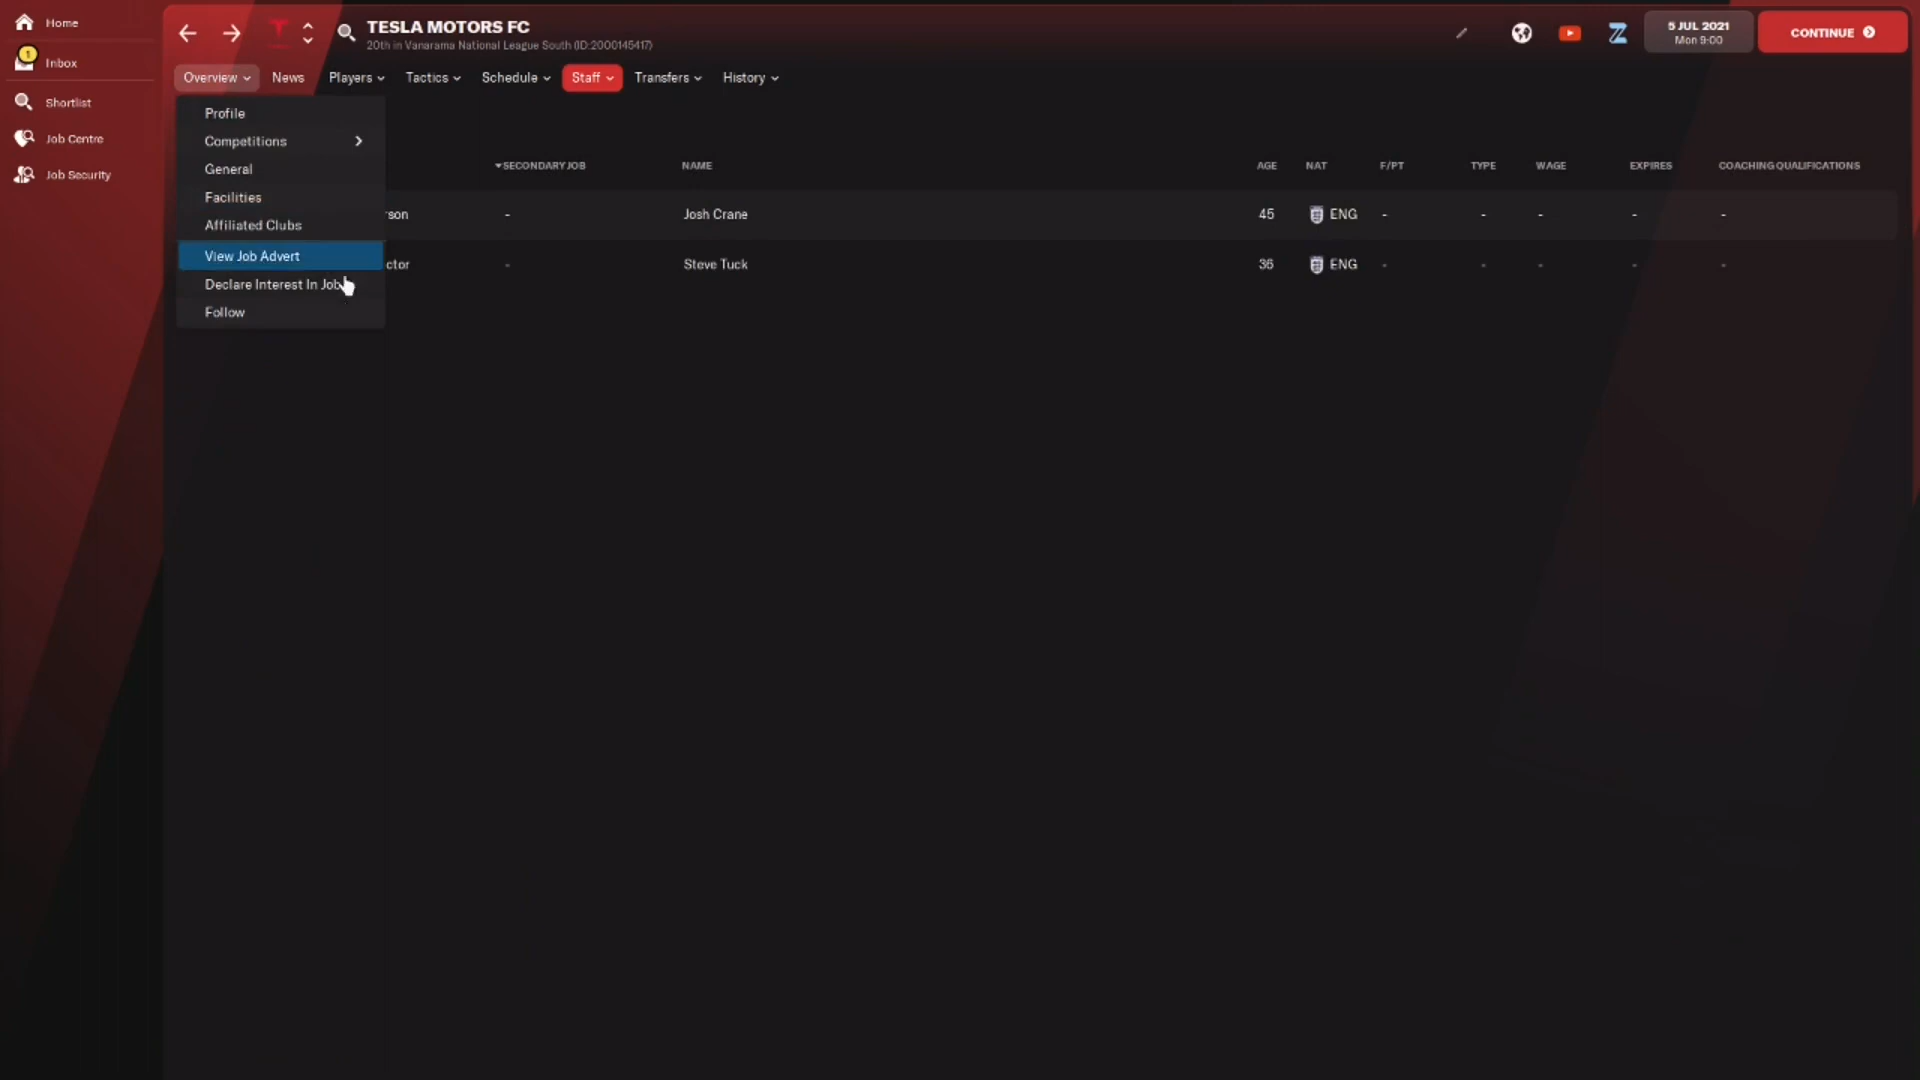 Home
1
Inbox
Shortlist
Job Centre
Job Security
TESLA MOTORS FC
20th in Vanarama National League South (ID:2000145417)
5 JUL 2021
Mon 9:00
CONTINUE
Overview News Players Tactics Schedule Staff Transfers History
Profile
Competitions
General
Facilities
Affiliated Clubs
View Job Advert
Declare Interest In Job
Follow
SECONDARY JOB NAME AGE NAT F/PT TYPE WAGE EXPIRES COACHING QUALIFICATIONS
rson - Josh Crane 45 ENG - - - - -
ctor - Steve Tuck 36 ENG - - - - -